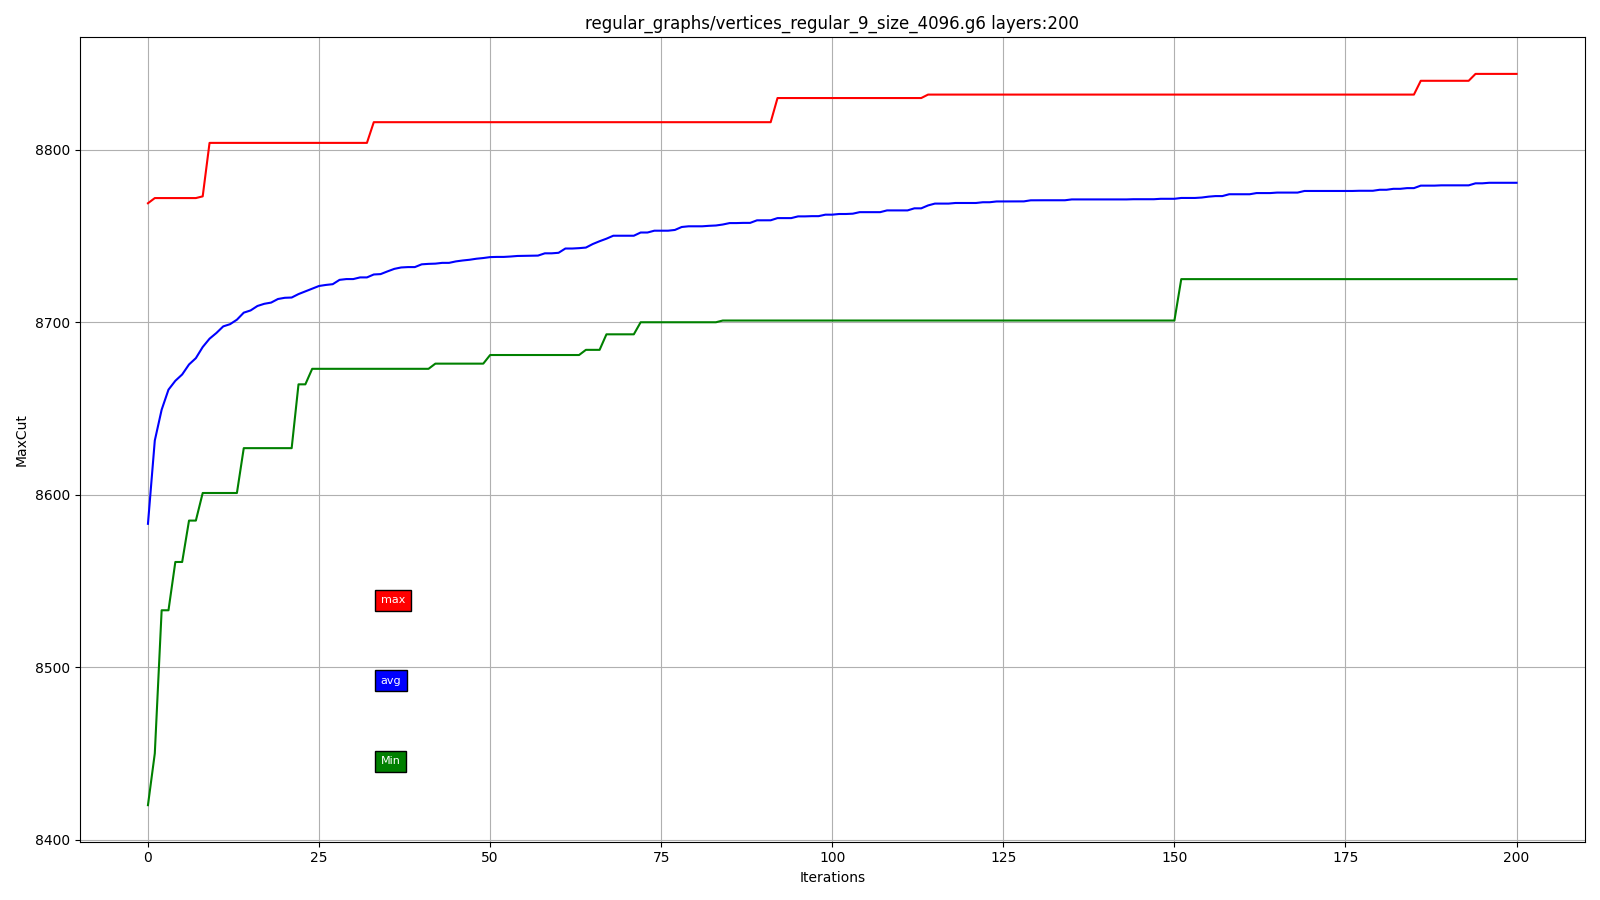 regular_graphs/vertices_regular_9_size_4096.g6 layers:200
8800
8700
8600
8500
8400
MaxCut
max
avg
Min
0 25 50 75 100 125 150 175 200
Iterations